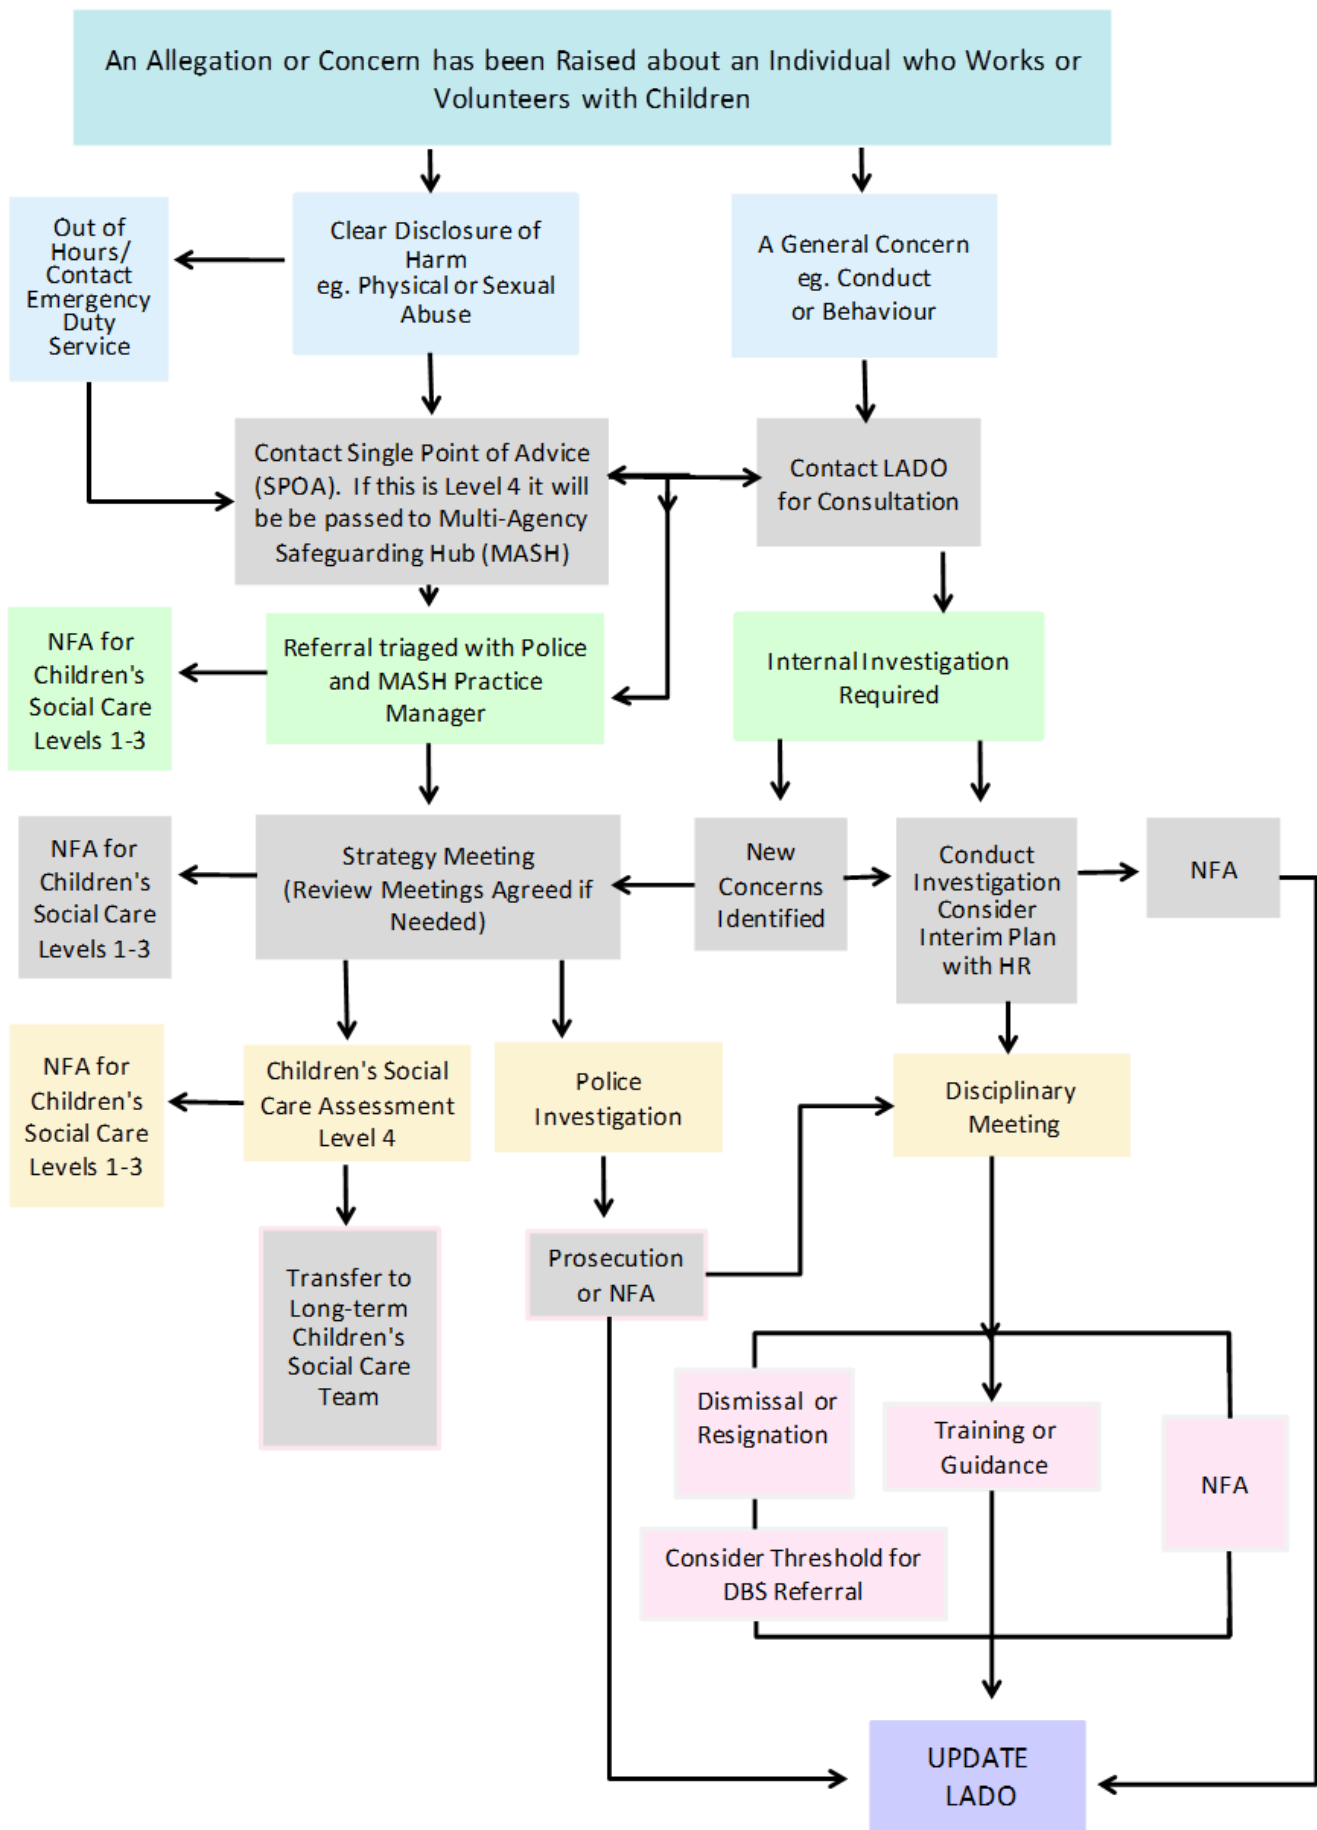 An Allegation or Concern has been Raised about an Individual who Works or
Volunteers with Children
Out of
Hours/
Contact
Emergency
Duty
Service
Clear Disclosure of
Harm
eg. Physical or Sexual
Abuse
A General Concern
eg. Conduct
or Behaviour
Contact Single Point of Advice
(SPOA). If this is Level 4 it will
be be passed to Multi-Agency
Safeguarding Hub (MASH)
Contact LADO
for Consultation
NFA for
Children's
Social Care
Levels 1-3
Referral triaged with Police
and MASH Practice
Manager
Internal Investigation
Required
NFA for
Children's
Social Care
Levels 1-3
Strategy Meeting
(Review Meetings Agreed if
Needed)
New
Concerns
Identified
Conduct
Investigation
Consider
Interim Plan
with HR
NFA
NFA for
Children's
Social Care
Levels 1-3
Children's Social
Care Assessment
Level 4
Police
Investigation
Disciplinary
Meeting
Transfer to
Long-term
Children's
Social Care
Team
Prosecution
or NFA
Dismissal or
Resignation
Training or
Guidance
NFA
Consider Threshold for
DBS Referral
UPDATE
LADO